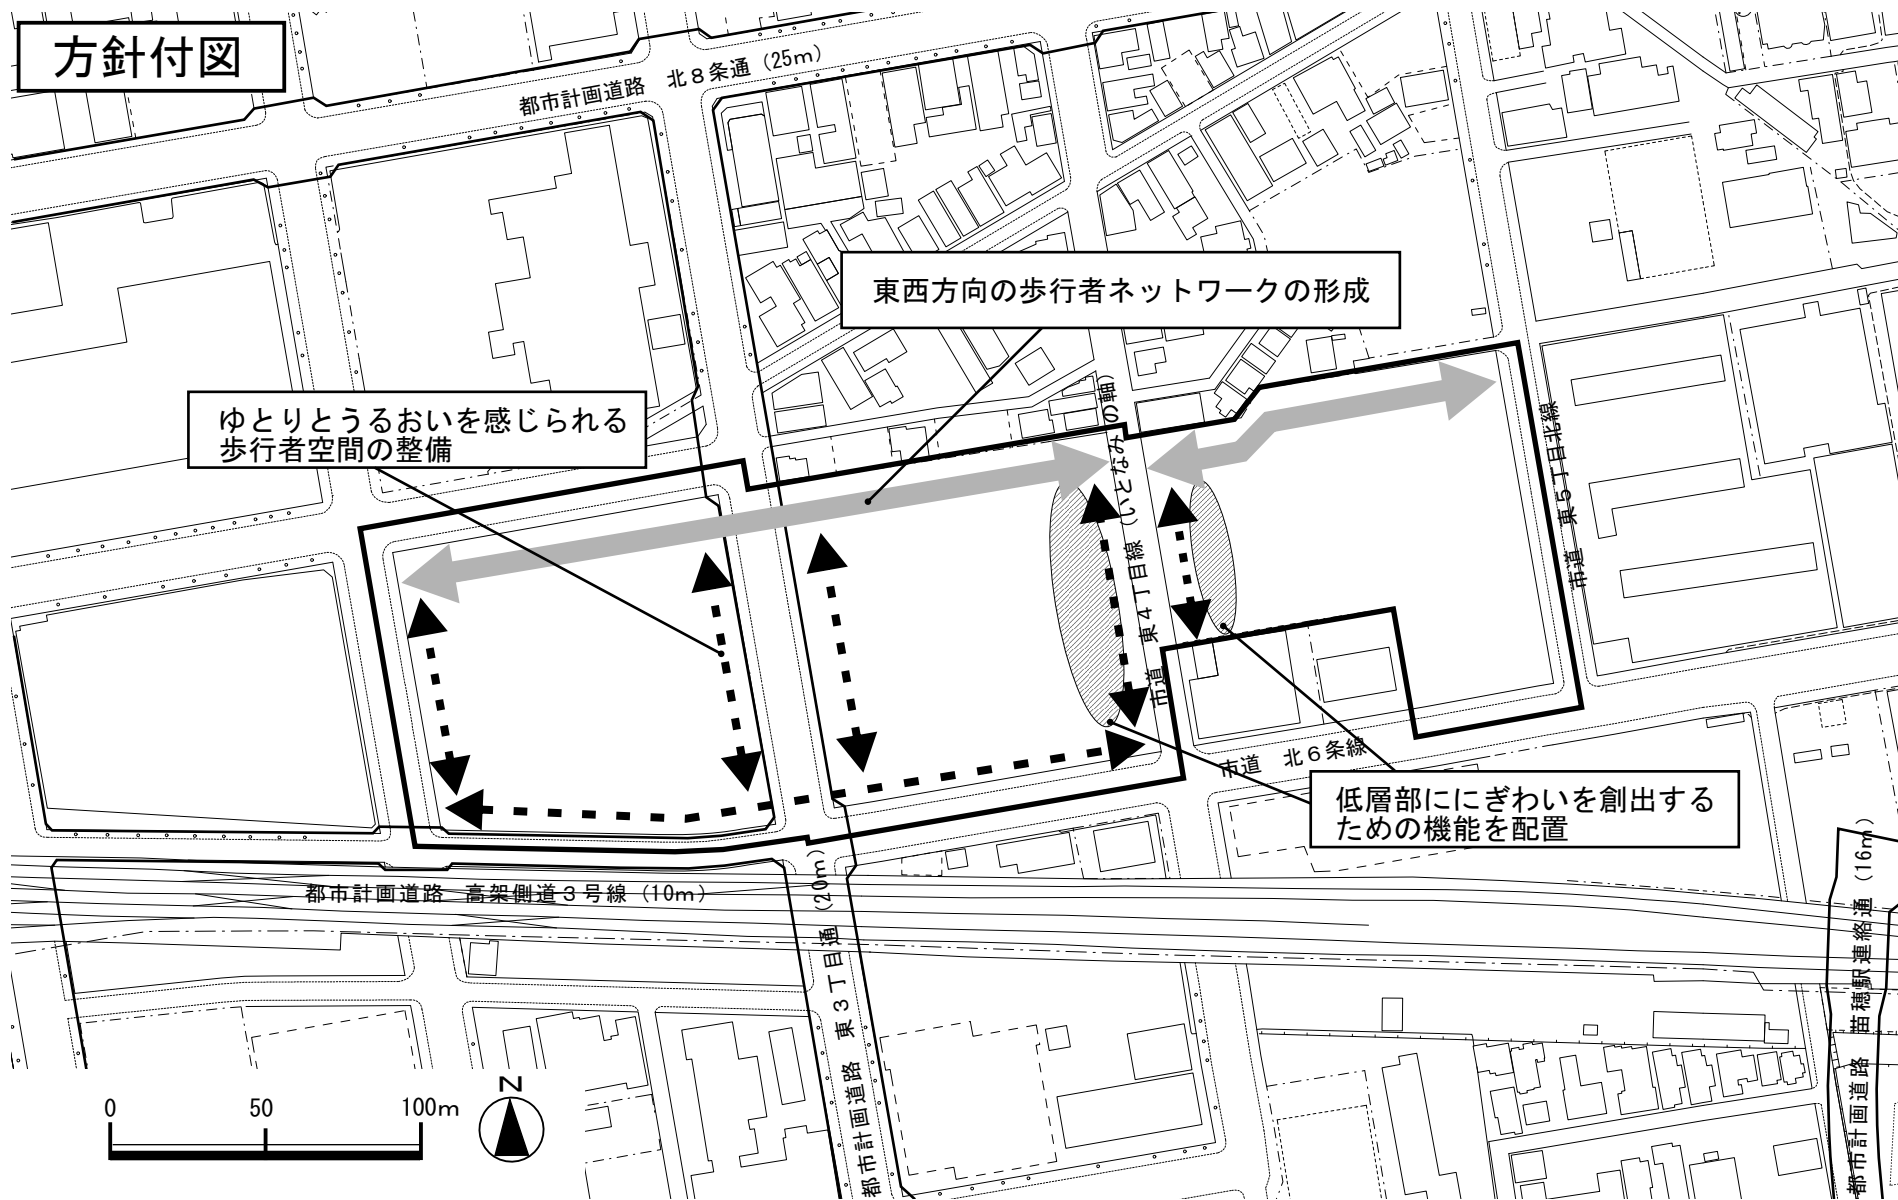 方針付図
都市計画道路　北８条通（25m）
東西方向の歩行者ネットワークの形成
ゆとりとうるおいを感じられる
歩行者空間の整備
市道　東４丁目線（いとなみの軸）
市道　東５丁目北線
市道　北６条線
低層部ににぎわいを創出する
ための機能を配置
都市計画道路　高架側道３号線（10m）
都市計画道路　東３丁目通（20m）
都市計画道路　苗穂駅連絡通（16m）
0　50　100m
N